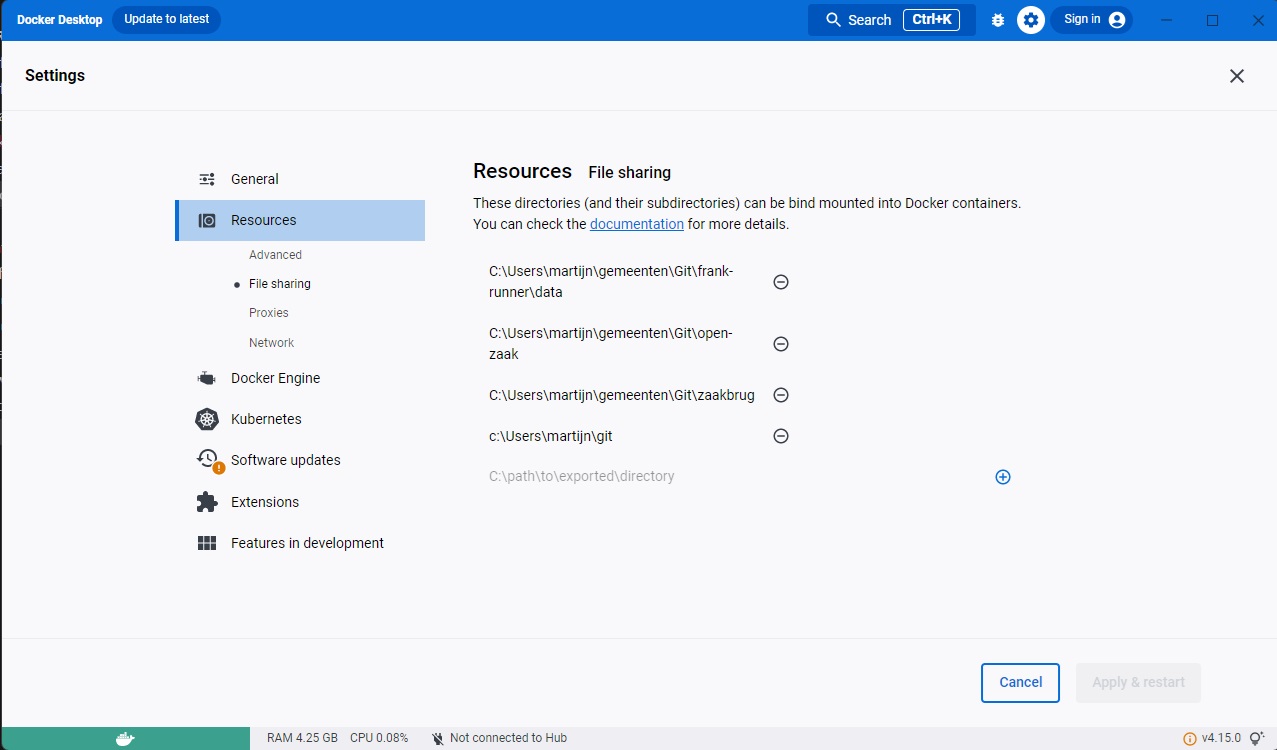 Docker Desktop Update to latest Search Ctrl+K Sign in
Settings
General
Resources
Advanced
File sharing
Proxies
Network
Docker Engine
Kubernetes
Software updates
Extensions
Features in development
Resources File sharing
These directories (and their subdirectories) can be bind mounted into Docker containers.
You can check the documentation for more details.
C:\Users\martijn\gemeenten\Git\frank-
runner\data
C:\Users\martijn\gemeenten\Git\open-
zaak
C:\Users\martijn\gemeenten\Git\zaakbrug
c:\Users\martijn\git
C:\path\to\exported\directory
Cancel Apply & restart
RAM 4.25 GB CPU 0.08% Not connected to Hub v4.15.0